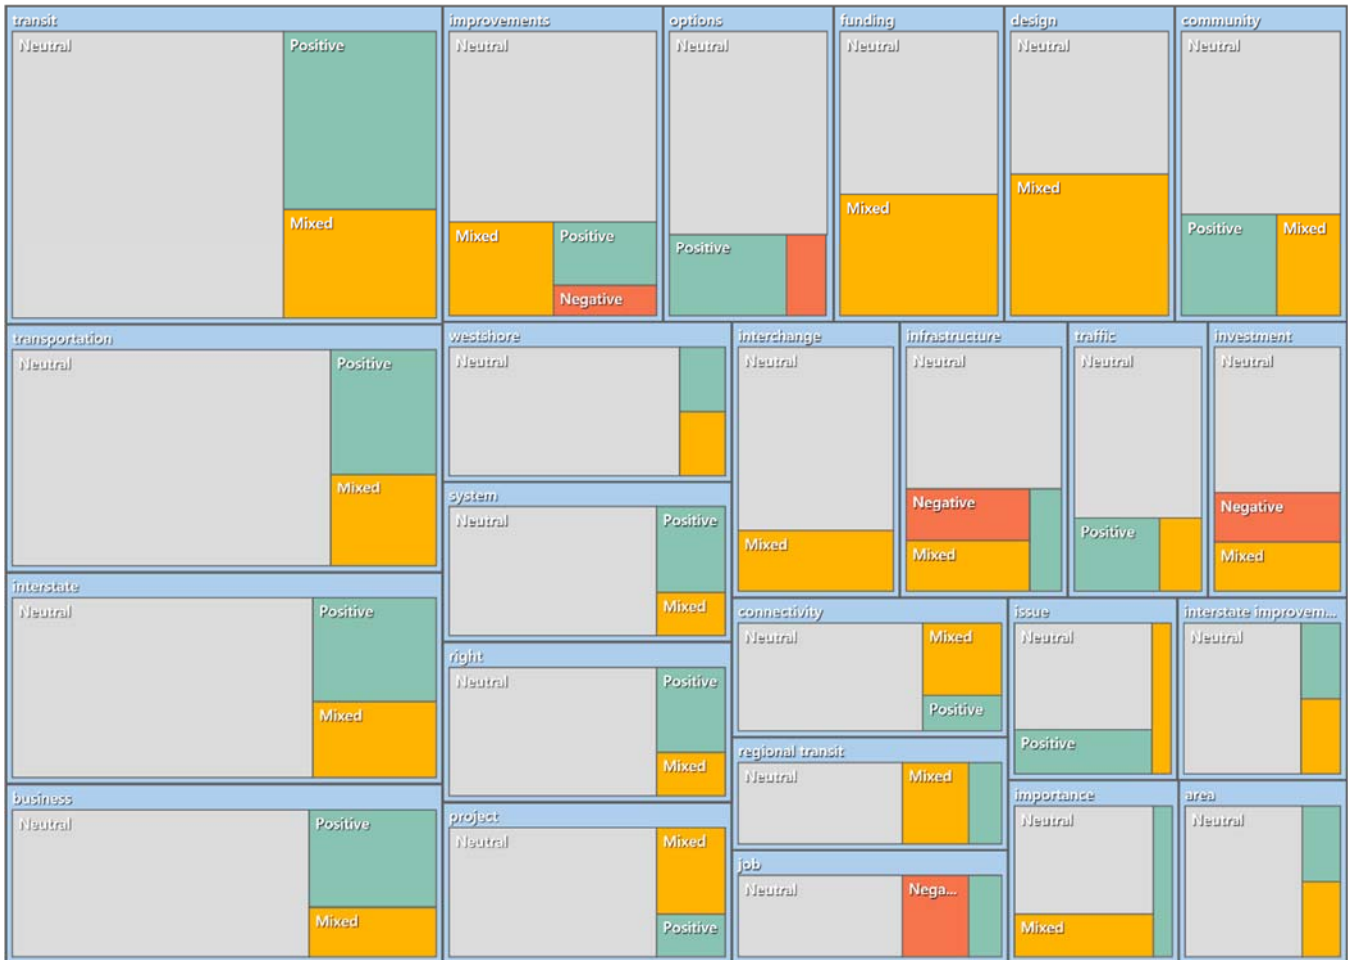 transit
Neutral
Positive
Mixed
improvements
Neutral
Mixed
Positive
Negative
options
Neutral
Positive
funding
Neutral
Mixed
design
Neutral
Mixed
community
Neutral
Positive
Mixed
transportation
Neutral
Positive
Mixed
westshore
Neutral
interchange
Neutral
Mixed
infrastructure
Neutral
Negative
Mixed
traffic
Neutral
Positive
investment
Neutral
Negative
Mixed
system
Neutral
Positive
Mixed
interstate
Neutral
Positive
Mixed
right
Neutral
Positive
Mixed
connectivity
Neutral
Mixed
Positive
issue
Neutral
Positive
interstate improvem...
Neutral
regional transit
Neutral
Mixed
business
Neutral
Positive
Mixed
project
Neutral
Mixed
Positive
job
Neutral
Nega...
importance
Neutral
Mixed
area
Neutral